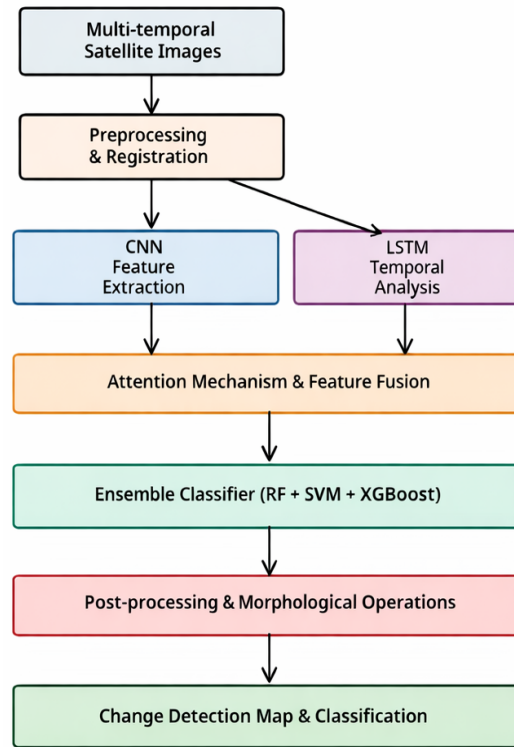 Multi-temporal
Satellite Images
Preprocessing
& Registration
CNN
Feature
Extraction
LSTM
Temporal
Analysis
Attention Mechanism & Feature Fusion
Ensemble Classifier (RF + SVM + XGBoost)
Post-processing & Morphological Operations
Change Detection Map & Classification